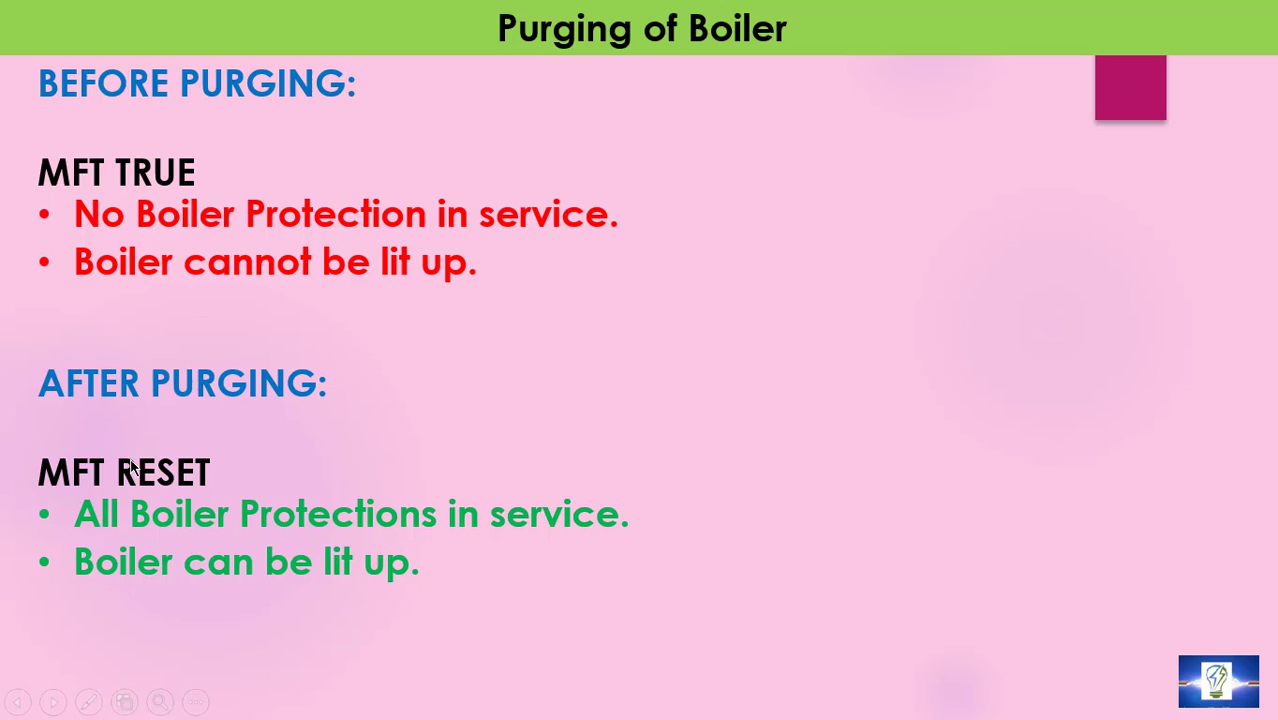 Purging of Boiler
BEFORE PURGING:
MFT TRUE
• No Boiler Protection in service.
• Boiler cannot be lit up.
AFTER PURGING:
MFT RESET
• All Boiler Protections in service.
• Boiler can be lit up.